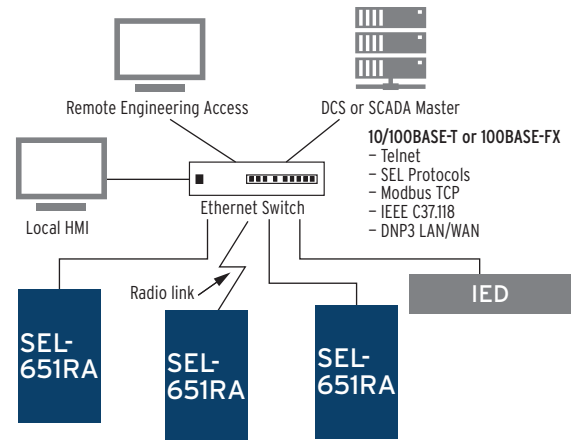 Remote Engineering Access
DCS or SCADA Master
10/100BASE-T or 100BASE-FX
– Telnet
– SEL Protocols
– Modbus TCP
– IEEE C37.118
– DNP3 LAN/WAN
Local HMI
Ethernet Switch
Radio link
IED
SEL-
651RA
SEL-
651RA
SEL-
651RA